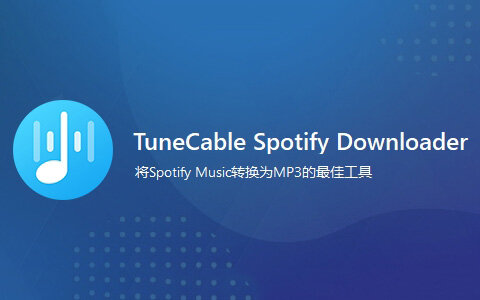 TuneCable Spotify Downloader
将Spotify Music转换为MP3的最佳工具